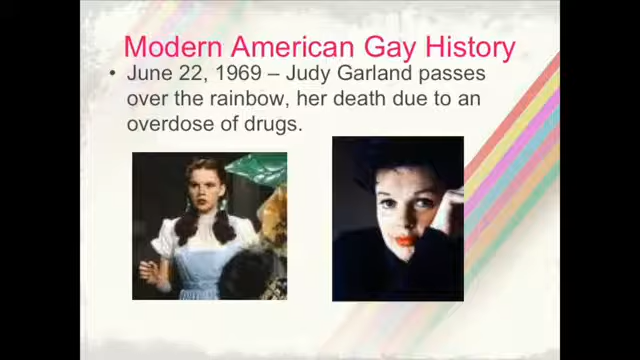 Modern American Gay History
• June 22, 1969 – Judy Garland passes
over the rainbow, her death due to an
overdose of drugs.